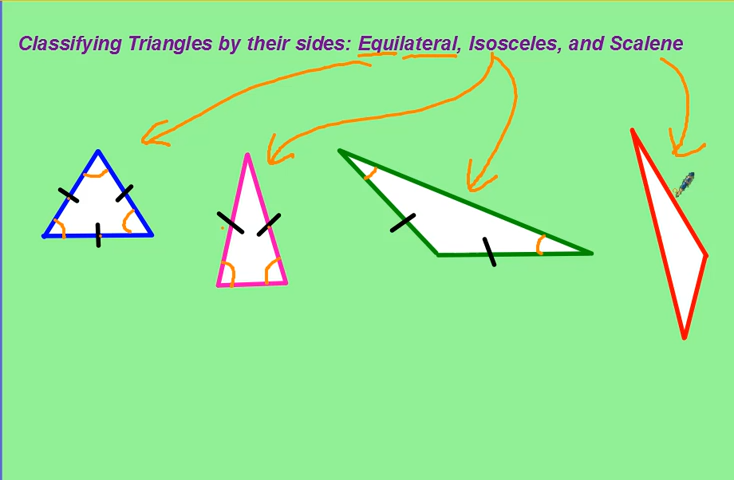 Classifying Triangles by their sides: Equilateral, Isosceles, and Scalene